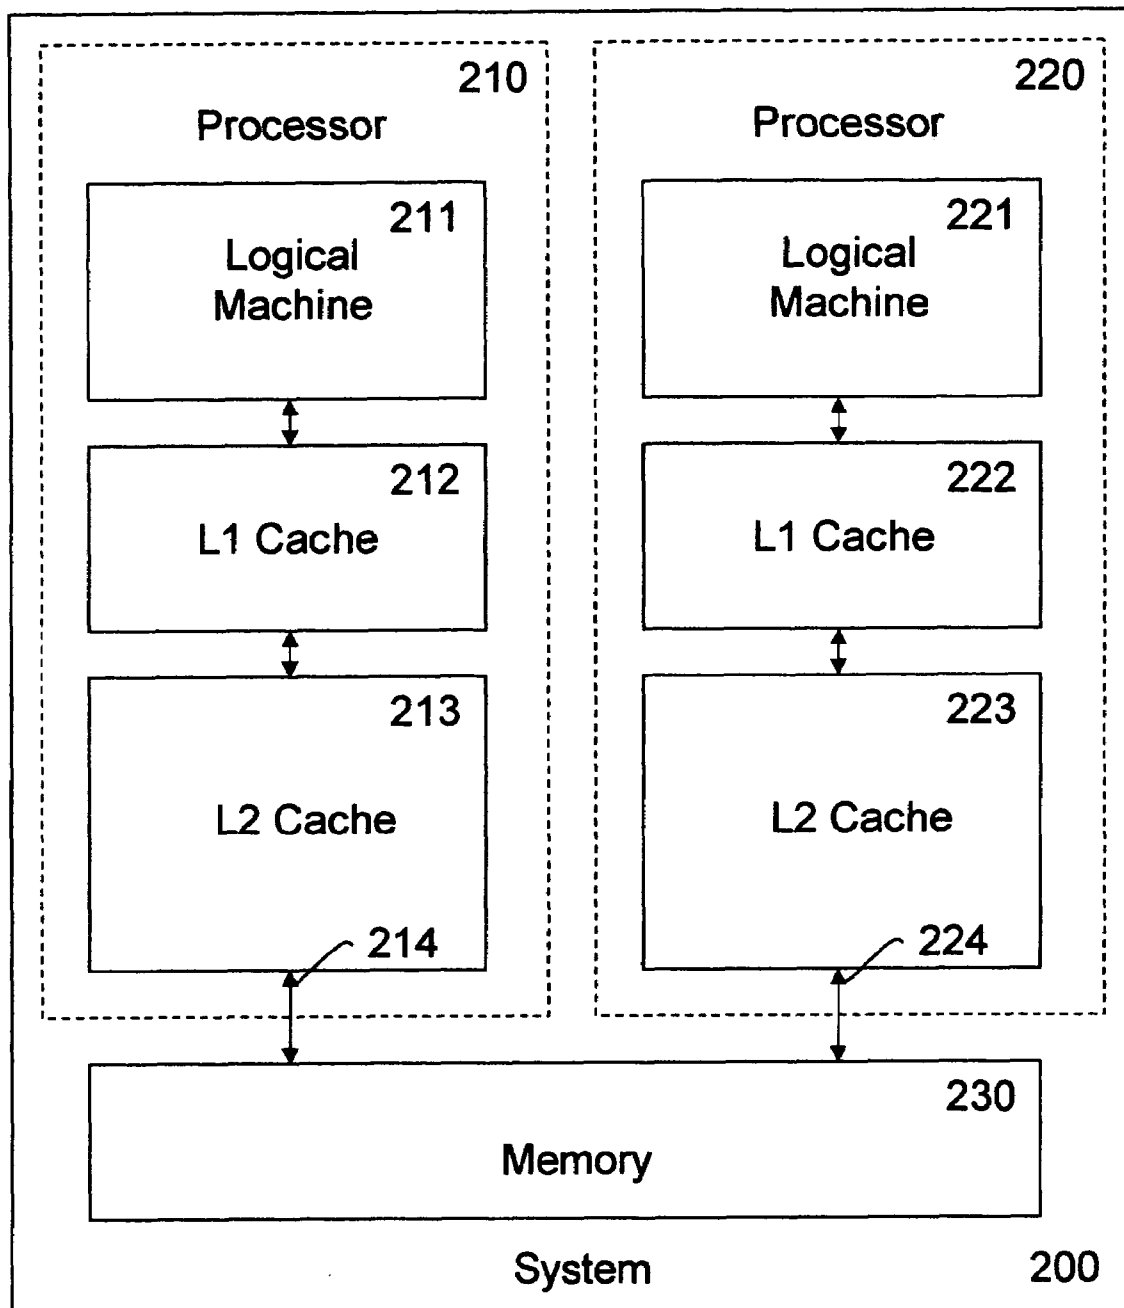 210
Processor
211
Logical
Machine
212
L1 Cache
213
L2 Cache
214
220
Processor
221
Logical
Machine
222
L1 Cache
223
L2 Cache
224
230
Memory
System
200